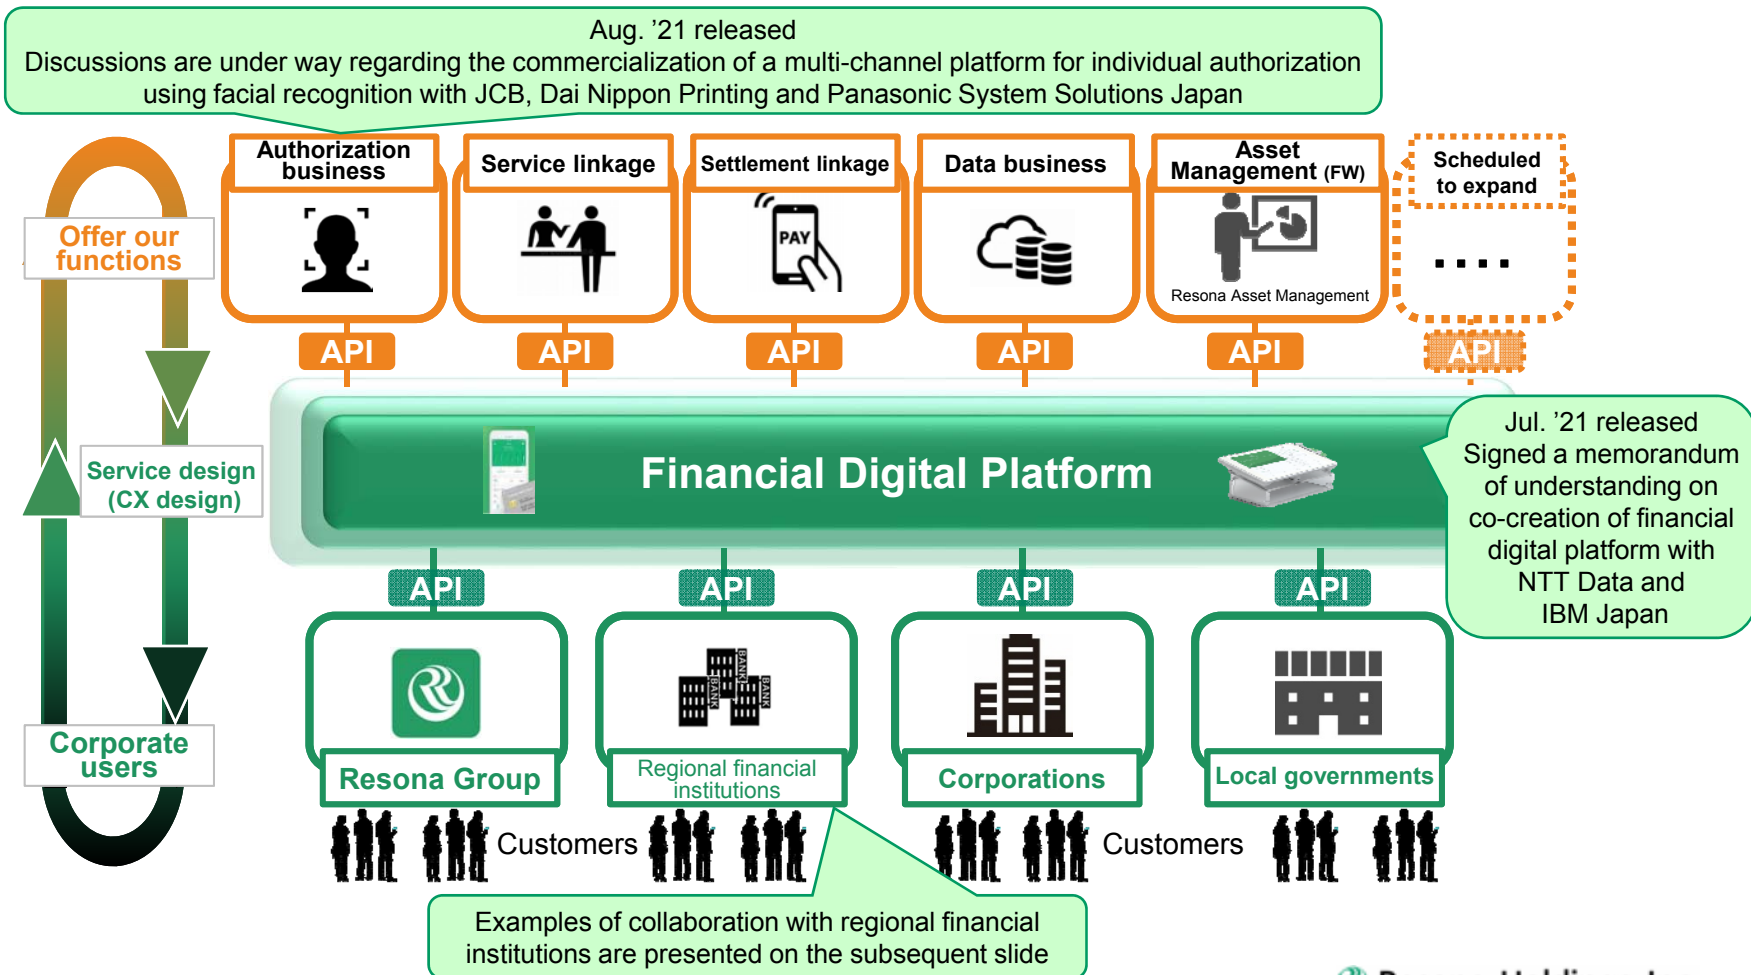 Aug. ’21 released
Discussions are under way regarding the commercialization of a multi-channel platform for individual authorization
using facial recognition with JCB, Dai Nippon Printing and Panasonic System Solutions Japan
Authorization
business
Service linkage
Settlement linkage
Data business
Asset
Management (FW)
Scheduled
to expand
....
PAY
Resona Asset Management
Offer our
functions
API
API
API
API
API
API
Service design
(CX design)
Financial Digital Platform
Jul. ’21 released
Signed a memorandum
of understanding on
co-creation of financial
digital platform with
NTT Data and
IBM Japan
API
API
API
API
BANK
BANK
BANK
Corporate
users
Resona Group
Regional financial
institutions
Corporations
Local governments
Customers
Customers
Examples of collaboration with regional financial
institutions are presented on the subsequent slide